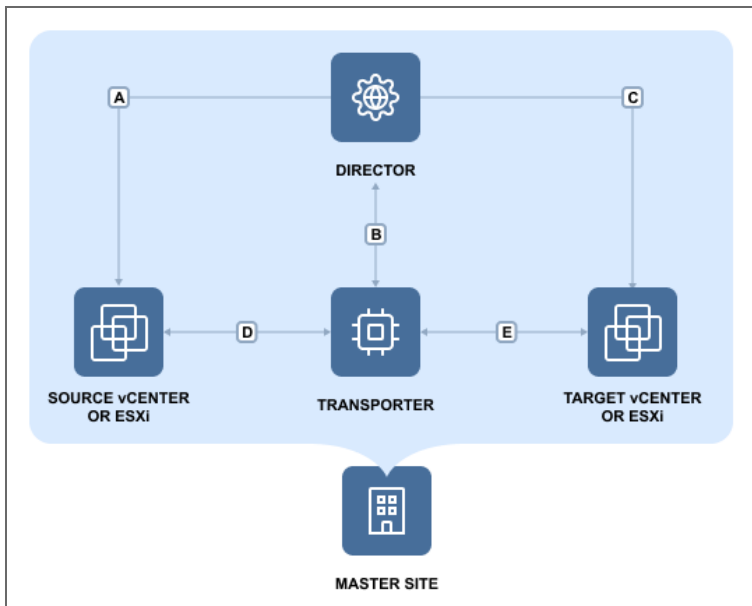 A
C
DIRECTOR
B
D
E
SOURCE vCENTER
OR ESXi
TRANSPORTER
TARGET vCENTER
OR ESXi
MASTER SITE